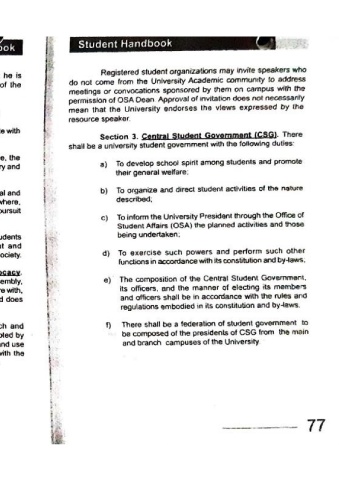 ook
he is
of the
te with
e, the
ry and
al and
where,
pursuit
udents
nt and
ociety.
ocacy.
embly,
re with,
d does
ch and
oted by
and use
with the
Student Handbook
Registered student organizations may invite speakers who
do not come from the University Academic community to address
meetings or convocations sponsored by them on campus with the
permission of OSA Dean. Approval of invitation does not necessarily
mean that the University endorses the views expressed by the
resource speaker.
Section 3. Central Student Government (CSG). There
shall be a university student government with the following duties:
a) To develop school spirit among students and promote
their general welfare;
b) To organize and direct student activities of the nature
described;
c) To inform the University President through the Office of
Student Affairs (OSA) the planned activities and those
being undertaken;
d) To exercise such powers and perform such other
functions in accordance with its constitution and by-laws,
e) The composition of the Central Student Government,
its officers, and the manner of electing its members
and officers shall be in accordance with the rules and
regulations embodied in its constitution and by-laws.
f) There shall be a federation of student government to
be composed of the presidents of CSG from the main
and branch campuses of the University
77